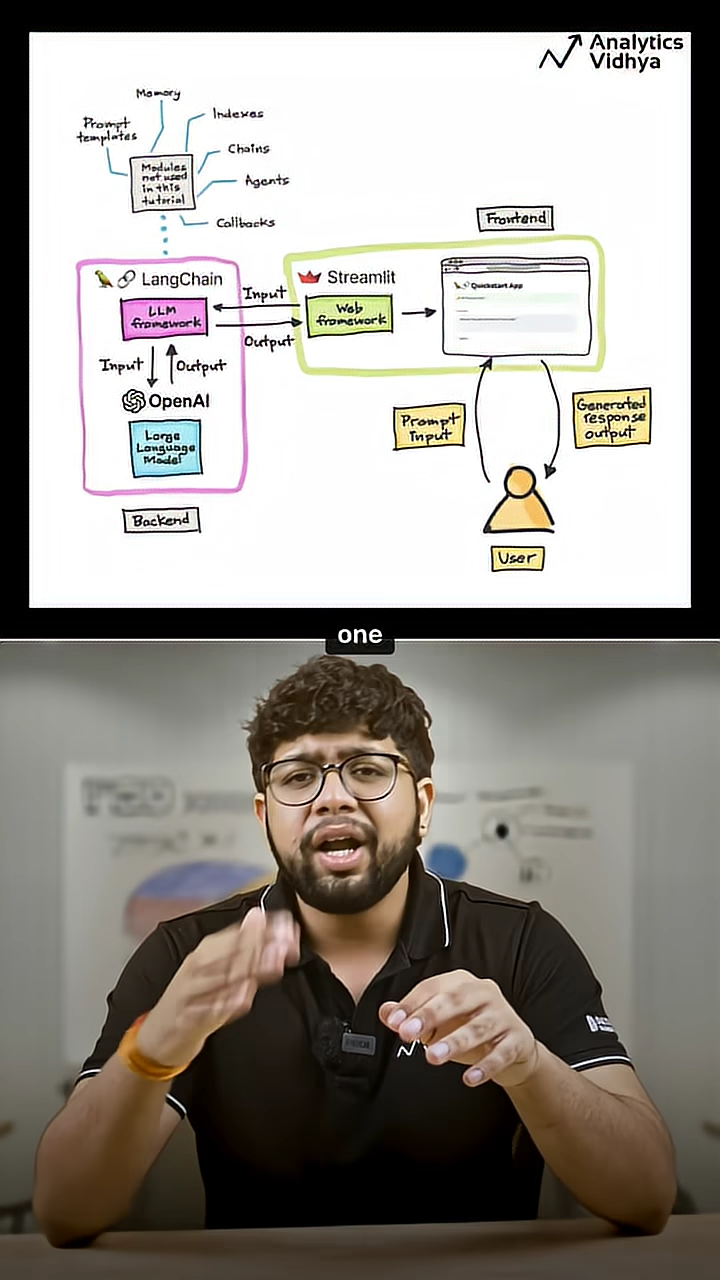 Analytics
Vidhya
Memory
Prompt
templates
Indexes
Chains
Agents
Callbacks
Modules
not used
in this
tutorial
Frontend
LangChain
LLM
framework
Input
Output
Streamlit
Web
framework
Quickstart App
Input
Output
OpenAI
Large
Language
Model
Backend
Prompt
Input
Generated
response
output
User
one